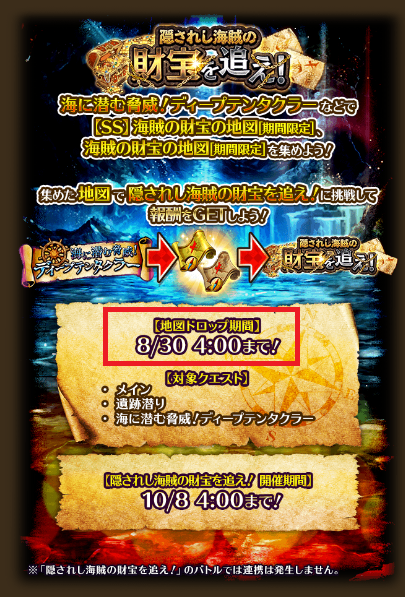 隠されし海賊の
財宝を追え!
海に潜む脅威!ディープテンタクラーなどで
【SS】海賊の財宝の地図[期間限定]、
海賊の財宝の地図[期間限定]を集めよう!
集めた地図で隠されし海賊の財宝を追え!に挑戦して
報酬をGETしよう!
海に潜む脅威!
ディープテンタクラー
隠されし海賊の
財宝を追え!
【地図ドロップ期間】
8/30 4:00まで!
【対象クエスト】
・ メイン
・ 遺跡潜り
・ 海に潜む脅威!ディープテンタクラー
【隠されし海賊の財宝を追え! 開催期間】
10/8 4:00まで!
※「隠されし海賊の財宝を追え!」のバトルでは連携は発生しません。